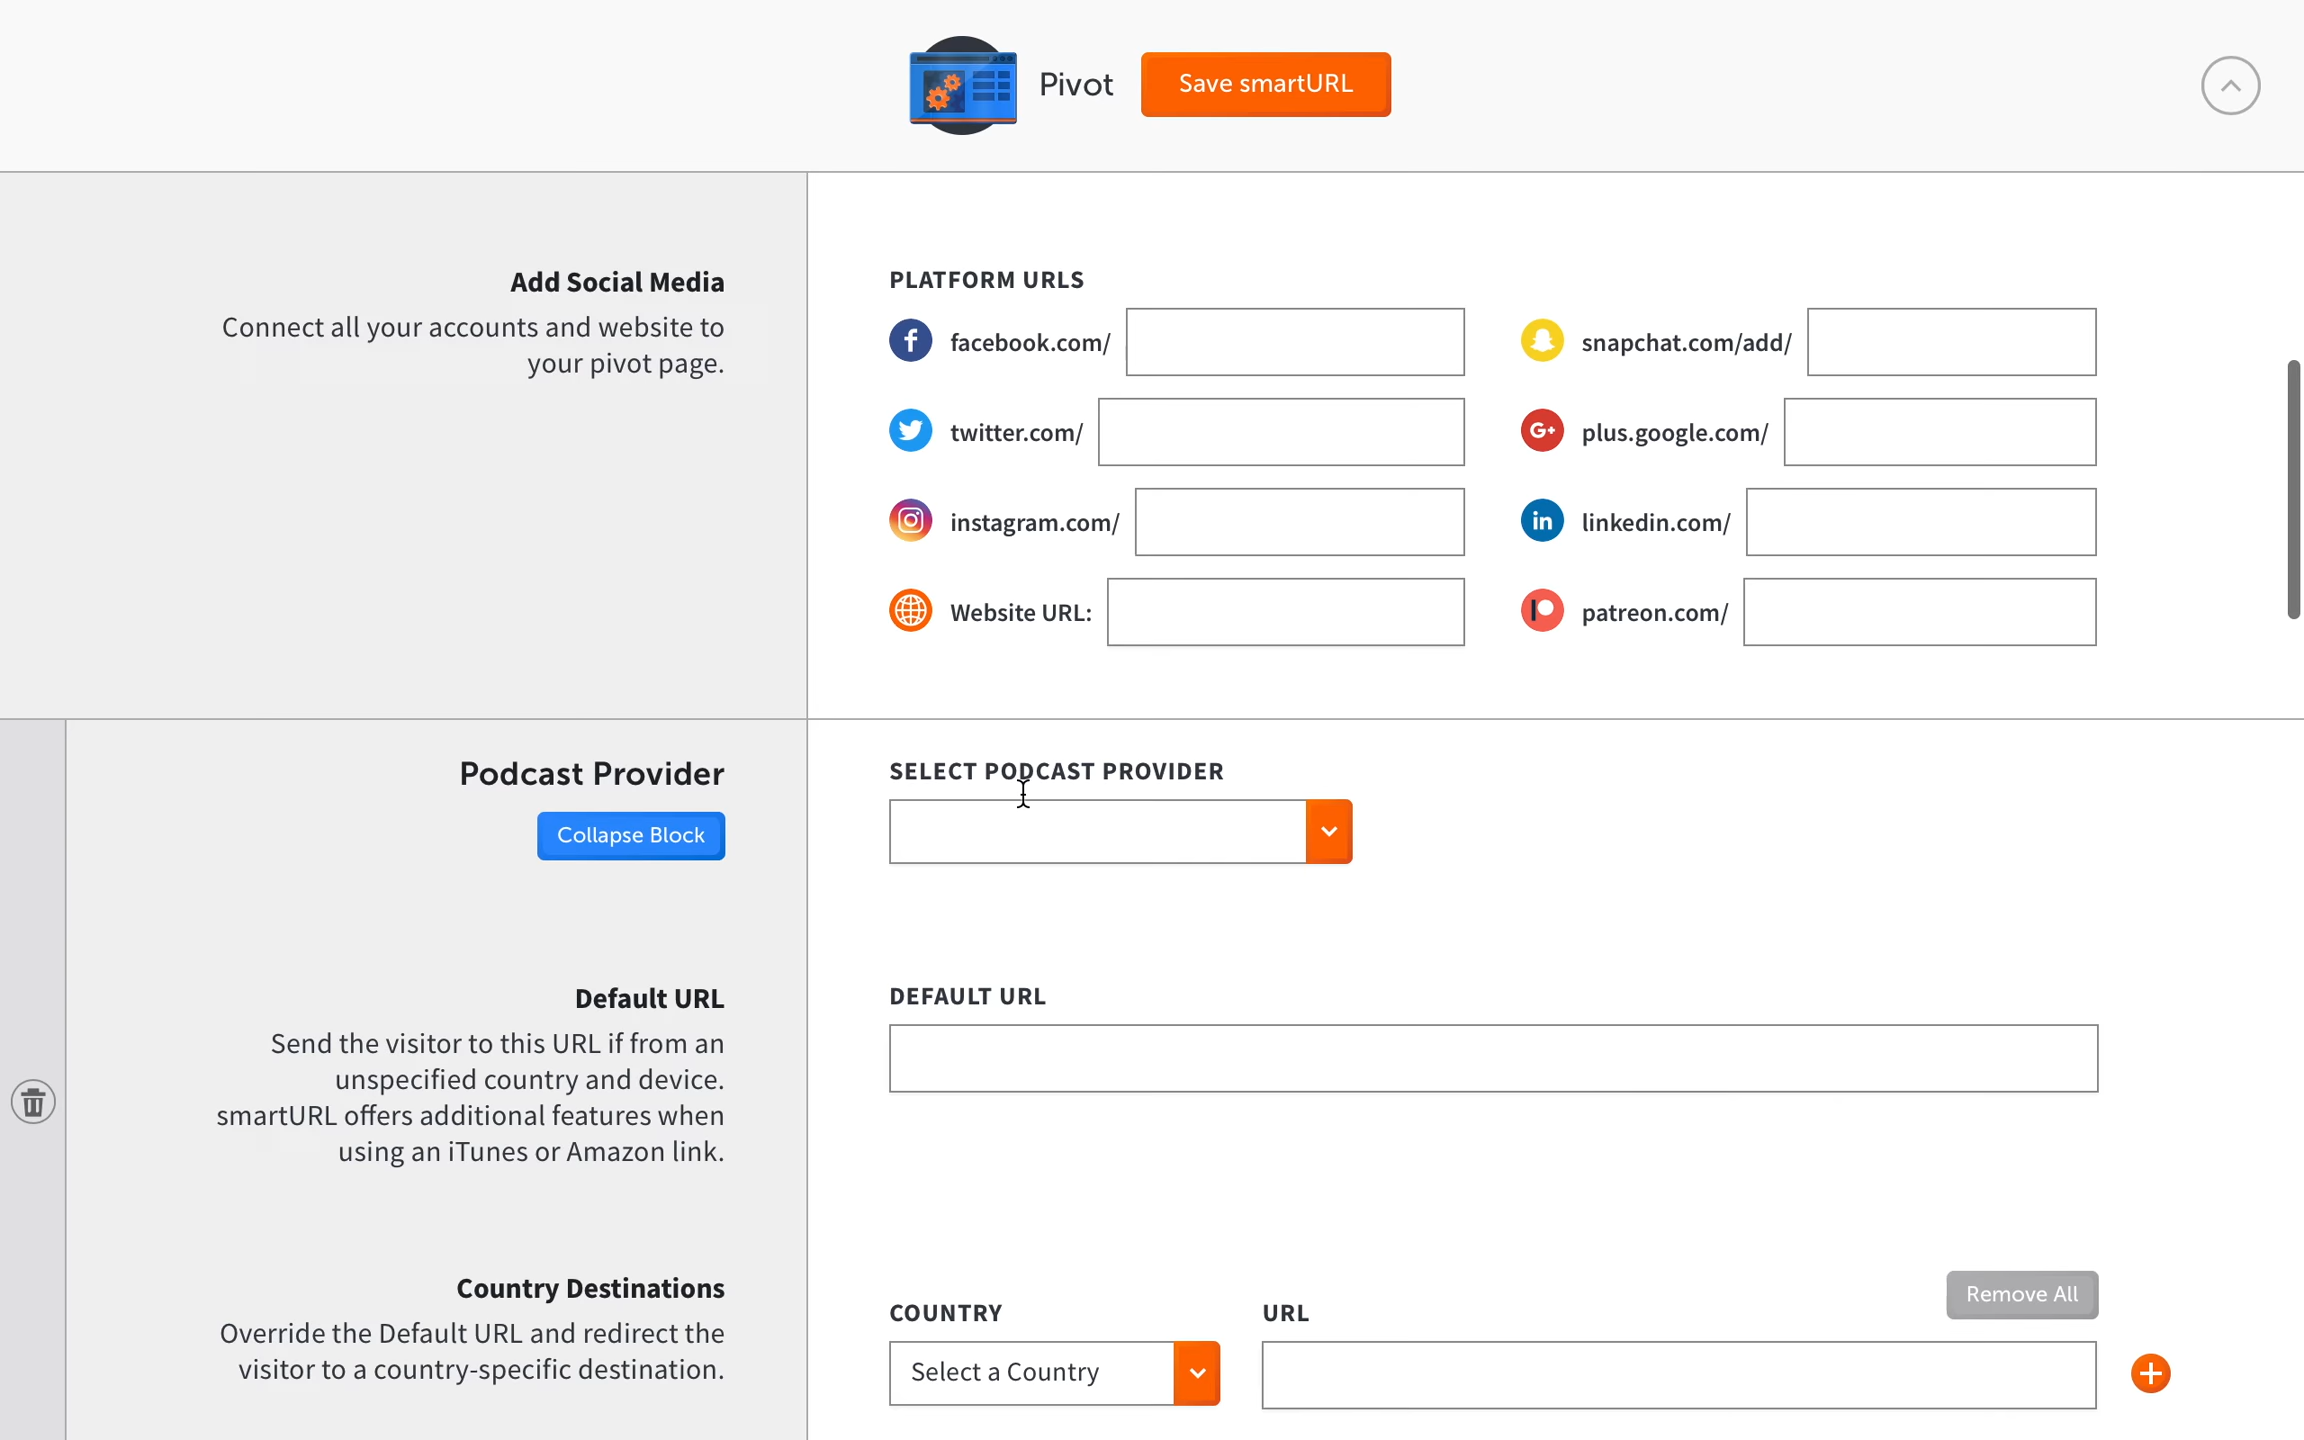 Pivot
Save smartURL
Add Social Media
Connect all your accounts and website to
your pivot page.
PLATFORM URLS
facebook.com/
snapchat.com/add/
twitter.com/
plus.google.com/
instagram.com/
linkedin.com/
Website URL:
patreon.com/
Podcast Provider
Collapse Block
SELECT PODCAST PROVIDER
Default URL
Send the visitor to this URL if from an
unspecified country and device.
smartURL offers additional features when
using an iTunes or Amazon link.
DEFAULT URL
Country Destinations
Override the Default URL and redirect the
visitor to a country-specific destination.
Remove All
COUNTRY
URL
Select a Country